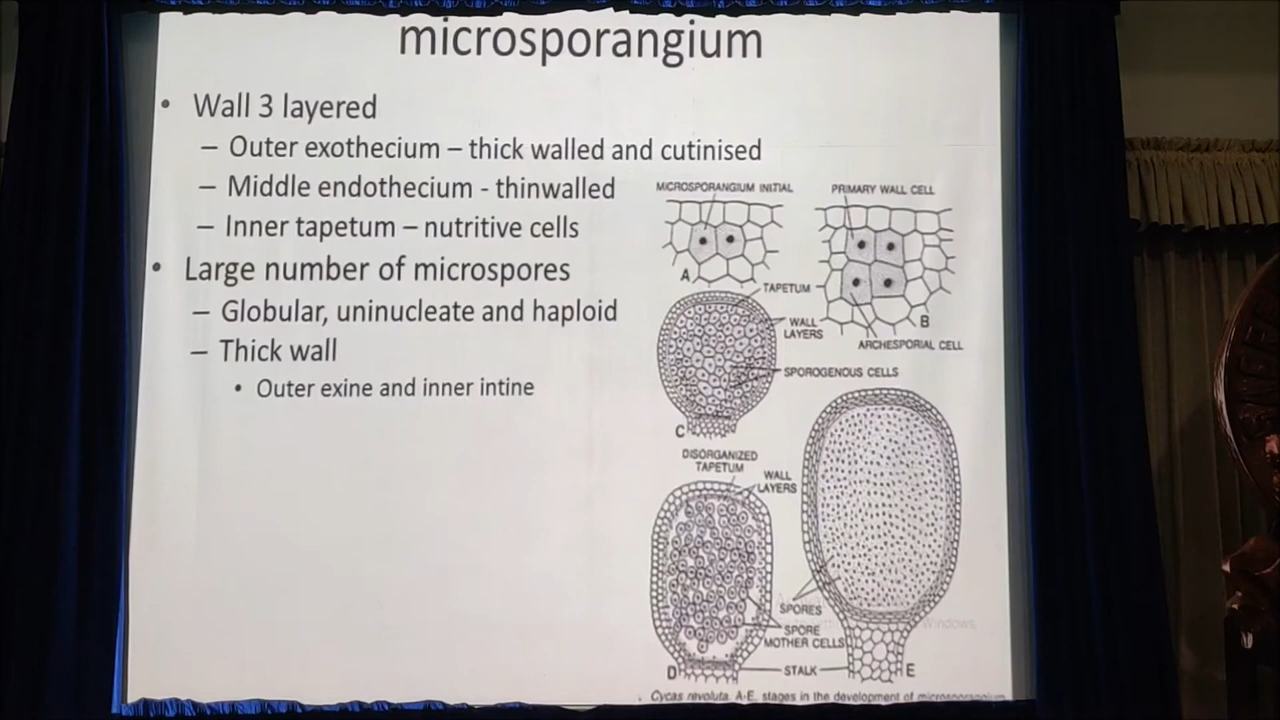 microsporangium
• Wall 3 layered
– Outer exothecium – thick walled and cutinised
– Middle endothecium - thinwalled
– Inner tapetum – nutritive cells
• Large number of microspores
– Globular, uninucleate and haploid
– Thick wall
• Outer exine and inner intine
MICROSPORANGIUM INITIAL
PRIMARY WALL CELL
A
TAPETUM
B
WALL
LAYERS
ARCHESPORIAL CELL
SPOROGENOUS CELLS
C
DISORGANIZED
TAPETUM
WALL
LAYERS
SPORES
Windows.
SPORE
MOTHER CELLS
STALK
D
E
Cycas revoluta. A-E, stages in the development of microsporangium